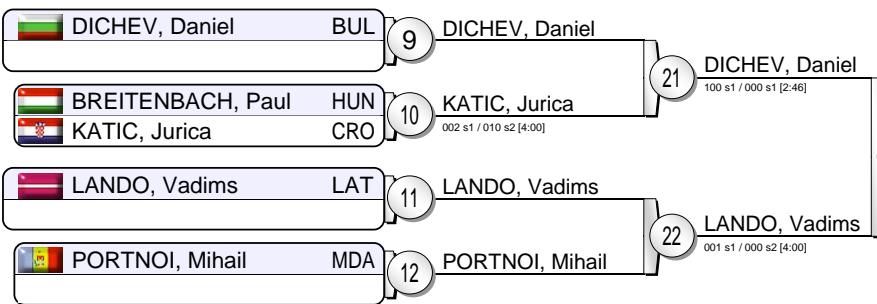 DICHEV, Daniel BUL
9
DICHEV, Daniel
21
DICHEV, Daniel
100 s1 / 000 s1 [2:46]
BREITENBACH, Paul HUN
KATIC, Jurica CRO
10
KATIC, Jurica
002 s1 / 010 s2 [4:00]
LANDO, Vadims LAT
11
LANDO, Vadims
22
LANDO, Vadims
001 s1 / 000 s2 [4:00]
PORTNOI, Mihail MDA
12
PORTNOI, Mihail